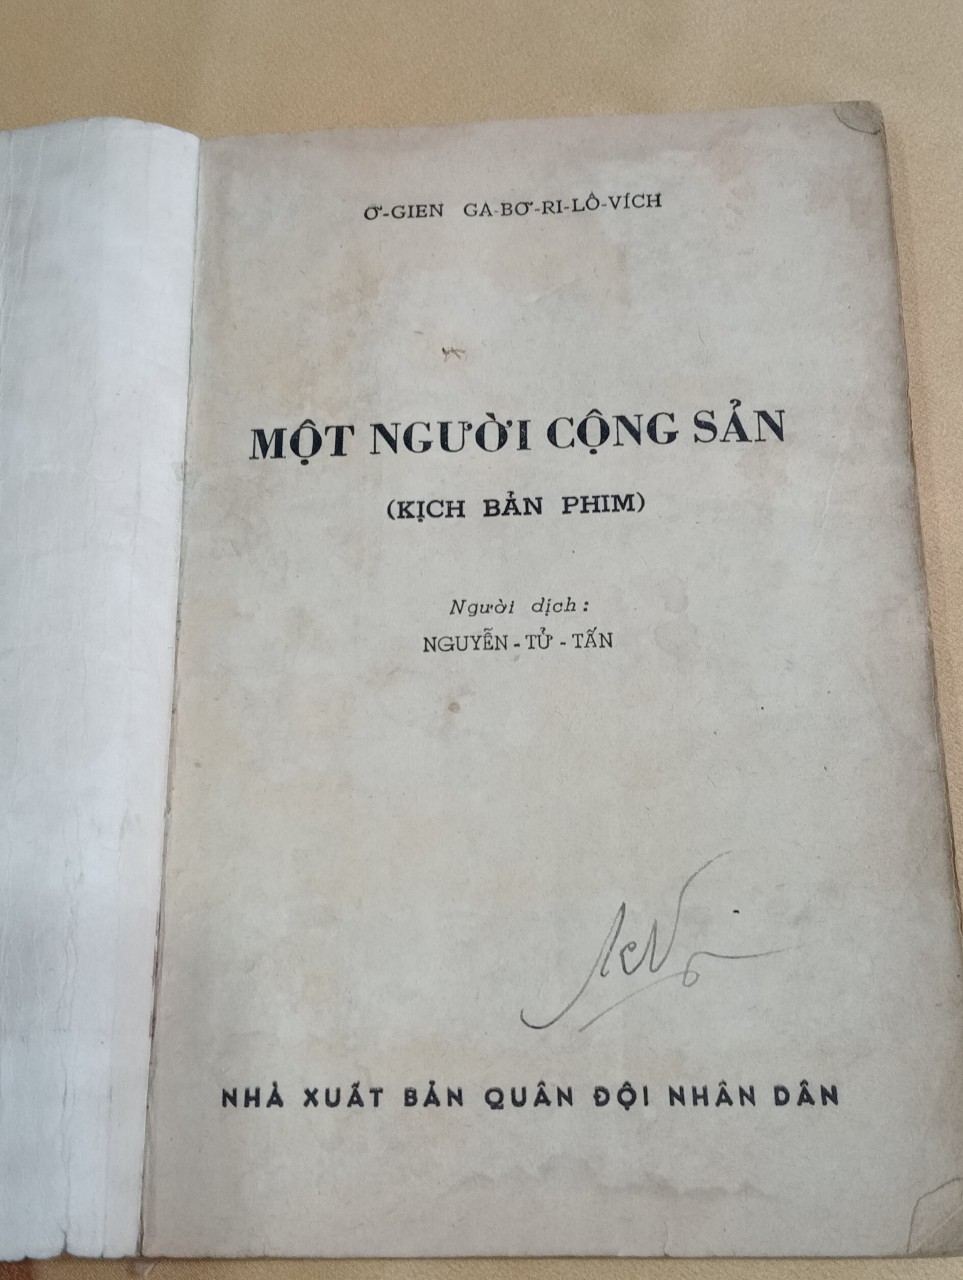 Ơ-GIEN GA-BƠ-RI-LÔ-VÍCH
MỘT NGƯỜI CỘNG SẢN
(KỊCH BẢN PHIM)
Người dịch:
NGUYỄN - TỬ - TẤN
NHÀ XUẤT BẢN QUÂN ĐỘI NHÂN DÂN